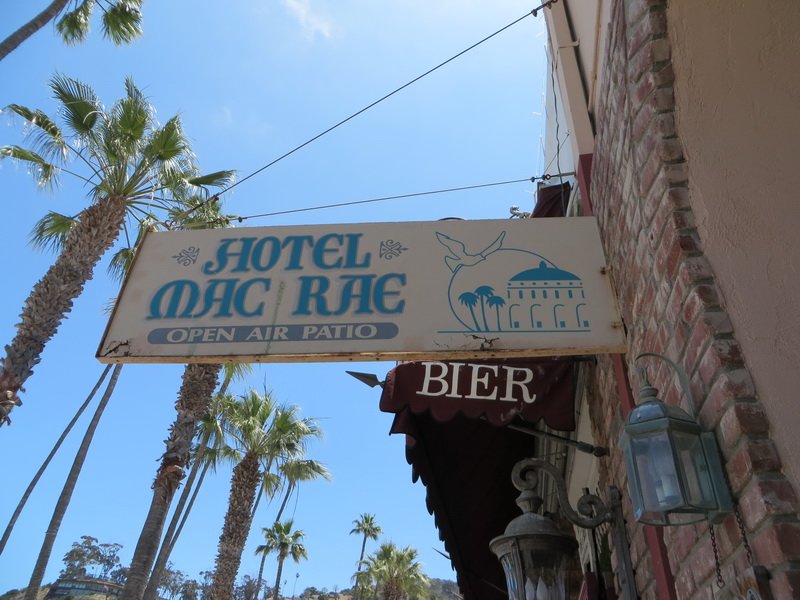 HOTEL
MAC RAE
OPEN AIR PATIO
BIER